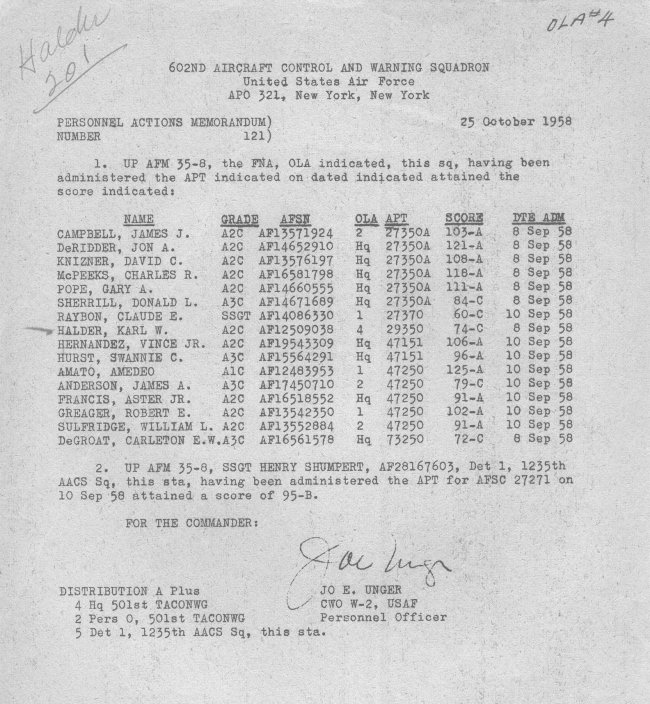 Halder
201
OLA #4
602ND AIRCRAFT CONTROL AND WARNING SQUADRON
United States Air Force
APO 321, New York, New York
PERSONNEL ACTIONS MEMORANDUM) 25 October 1958
NUMBER 121)
1. UP AFM 35-8, the FNA, OLA indicated, this sq, having been
administered the APT indicated on dated indicated attained the
score indicated:
NAME GRADE AFSN OLA APT SCORE DTE ADM
CAMPBELL, JAMES J. A2C AF13571924 2 27350A 103-A 8 Sep 58
DeRIDDER, JON A. A2C AF14652910 Hq 27350A 121-A 8 Sep 58
KNIZNER, DAVID C. A2C AF13576197 Hq 27350A 108-A 8 Sep 58
McPEEKS, CHARLES R. A2C AF16581798 Hq 27350A 118-A 8 Sep 58
POPE, GARY A. A2C AF14660555 Hq 27350A 111-A 8 Sep 58
SHERRILL, DONALD L. A3C AF14671689 Hq 27350A 84-C 8 Sep 58
RAYBON, CLAUDE E. SSGT AF14086330 1 27370 60-C 10 Sep 58
HALDER, KARL W. A2C AF12509038 4 29350 74-C 8 Sep 58
HERNANDEZ, VINCE JR. A2C AF19543309 Hq 47151 106-A 10 Sep 58
HURST, SWANNIE C. A3C AF15564291 Hq 47151 96-A 10 Sep 58
AMATO, AMEDEO A1C AF12483953 1 47250 125-A 10 Sep 58
ANDERSON, JAMES A. A3C AF17450710 2 47250 79-C 10 Sep 58
FRANCIS, ASTER JR. A2C AF16518552 Hq 47250 91-A 10 Sep 58
GREAGER, ROBERT E. A2C AF13542350 1 47250 102-A 10 Sep 58
SULFRIDGE, WILLIAM L. A2C AF13552884 2 47250 91-A 10 Sep 58
DeGROAT, CARLETON E.W.A3C AF16561578 Hq 73250 72-C 8 Sep 58
2. UP AFM 35-8, SSGT HENRY SHUMPERT, AF28167603, Det 1, 1235th
AACS Sq, this sta, having been administered the APT for AFSC 27271 on
10 Sep 58 attained a score of 95-B.
FOR THE COMMANDER:
Joe Unger
DISTRIBUTION A Plus JO E. UNGER
4 Hq 501st TACONWG CWO W-2, USAF
2 Pers O, 501st TACONWG Personnel Officer
5 Det 1, 1235th AACS Sq, this sta.